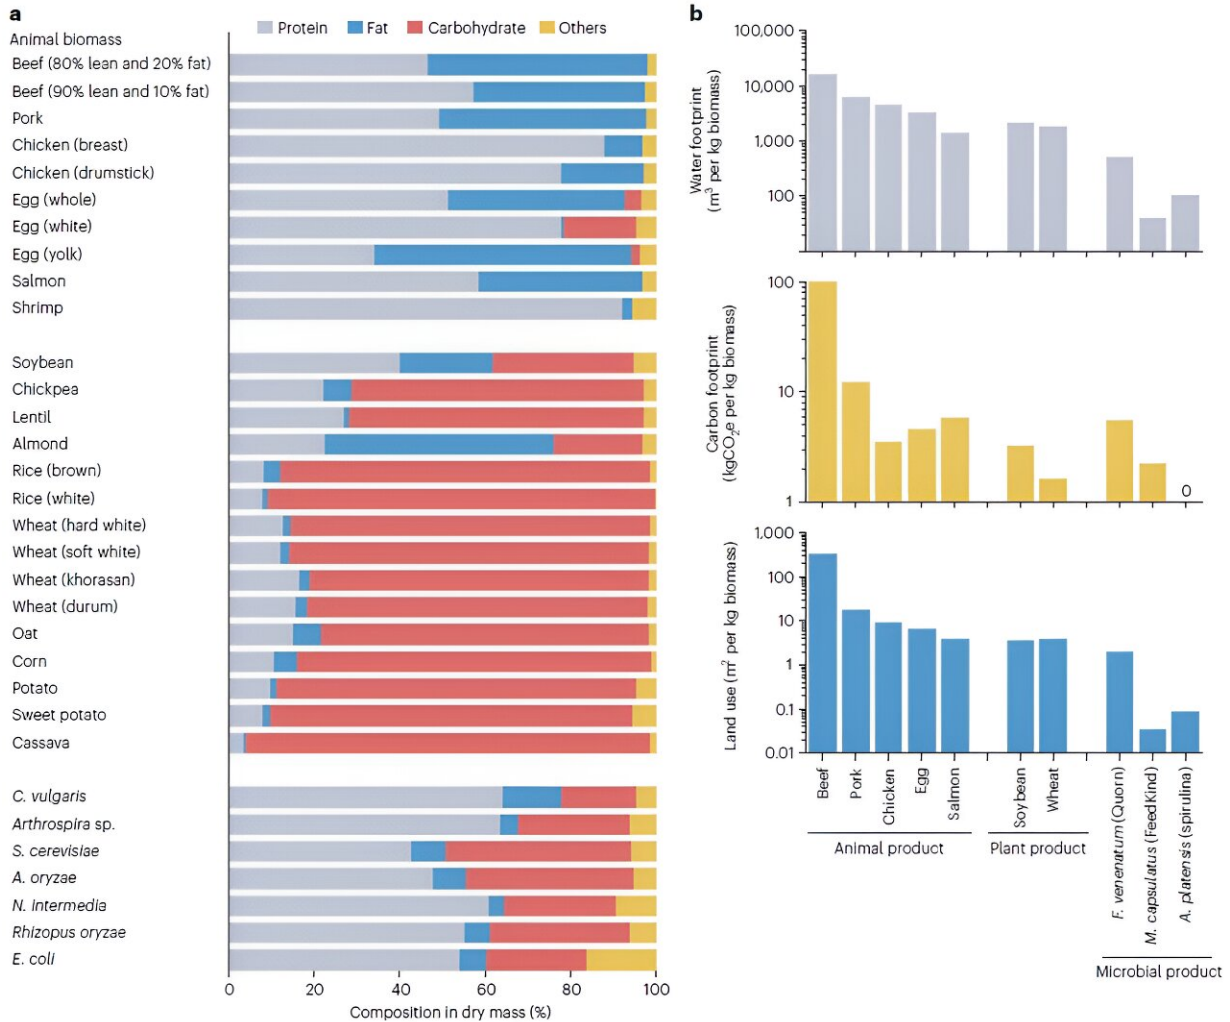 a
Protein Fat Carbohydrate Others
Animal biomass
Beef (80% lean and 20% fat)
Beef (90% lean and 10% fat)
Pork
Chicken (breast)
Chicken (drumstick)
Egg (whole)
Egg (white)
Egg (yolk)
Salmon
Shrimp
Soybean
Chickpea
Lentil
Almond
Rice (brown)
Rice (white)
Wheat (hard white)
Wheat (soft white)
Wheat (khorasan)
Wheat (durum)
Oat
Corn
Potato
Sweet potato
Cassava
C. vulgaris
Arthrospira sp.
S. cerevisiae
A. oryzae
N. intermedia
Rhizopus oryzae
E. coli
0 20 40 60 80 100
Composition in dry mass (%)
b
Water footprint
(m³ per kg biomass)
100,000
10,000
1,000
100
Carbon footprint
(kgCO₂e per kg biomass)
100
10
1
0
Land use (m² per kg biomass)
1,000
100
10
1
0.1
0.01
Beef
Pork
Chicken
Egg
Salmon
Soybean
Wheat
F. venenatum (Quorn)
M. capsulatus (FeedKind)
A. platensis (spirulina)
Animal product
Plant product
Microbial product